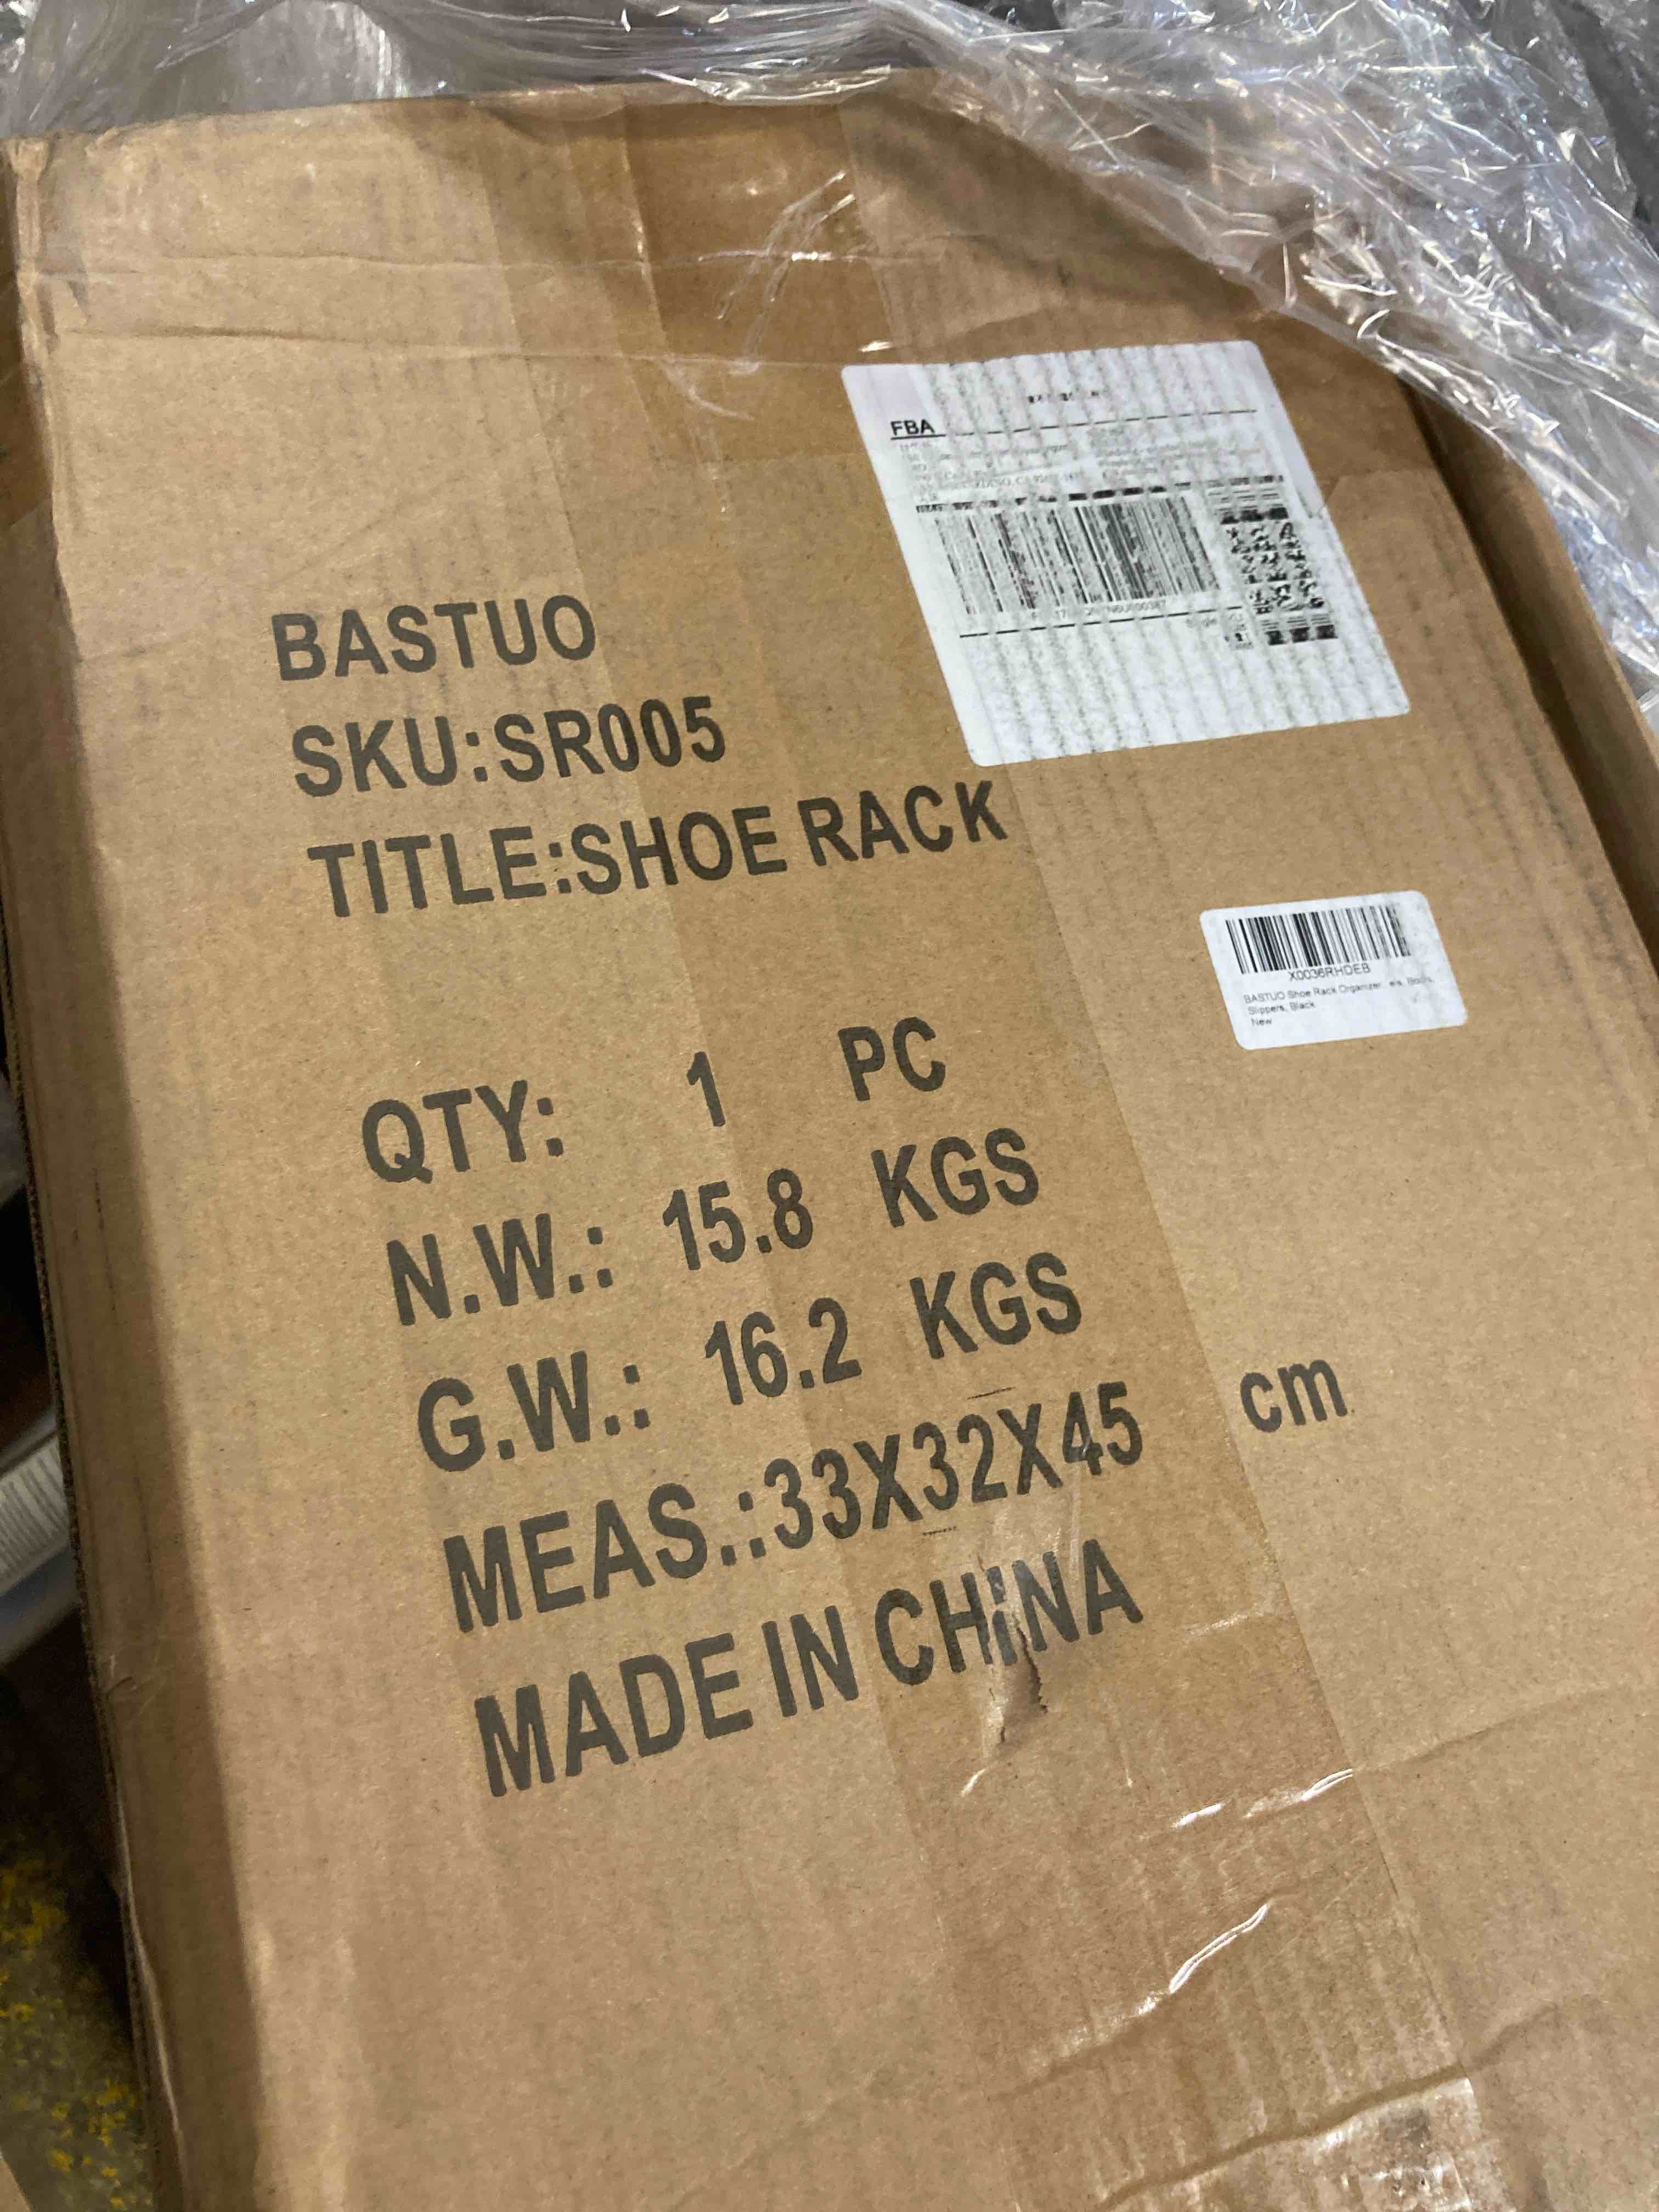 FBA
BASTUO
SKU:SR005
TITLE:SHOE RACK
X0036RHDEB
BASTUO Shoe Rack Organizer
Slippers, Black
New
QTY: 1 PC
N.W.: 15.8 KGS
G.W.: 16.2 KGS
MEAS.:33X32X45 cm
MADE IN CHINA